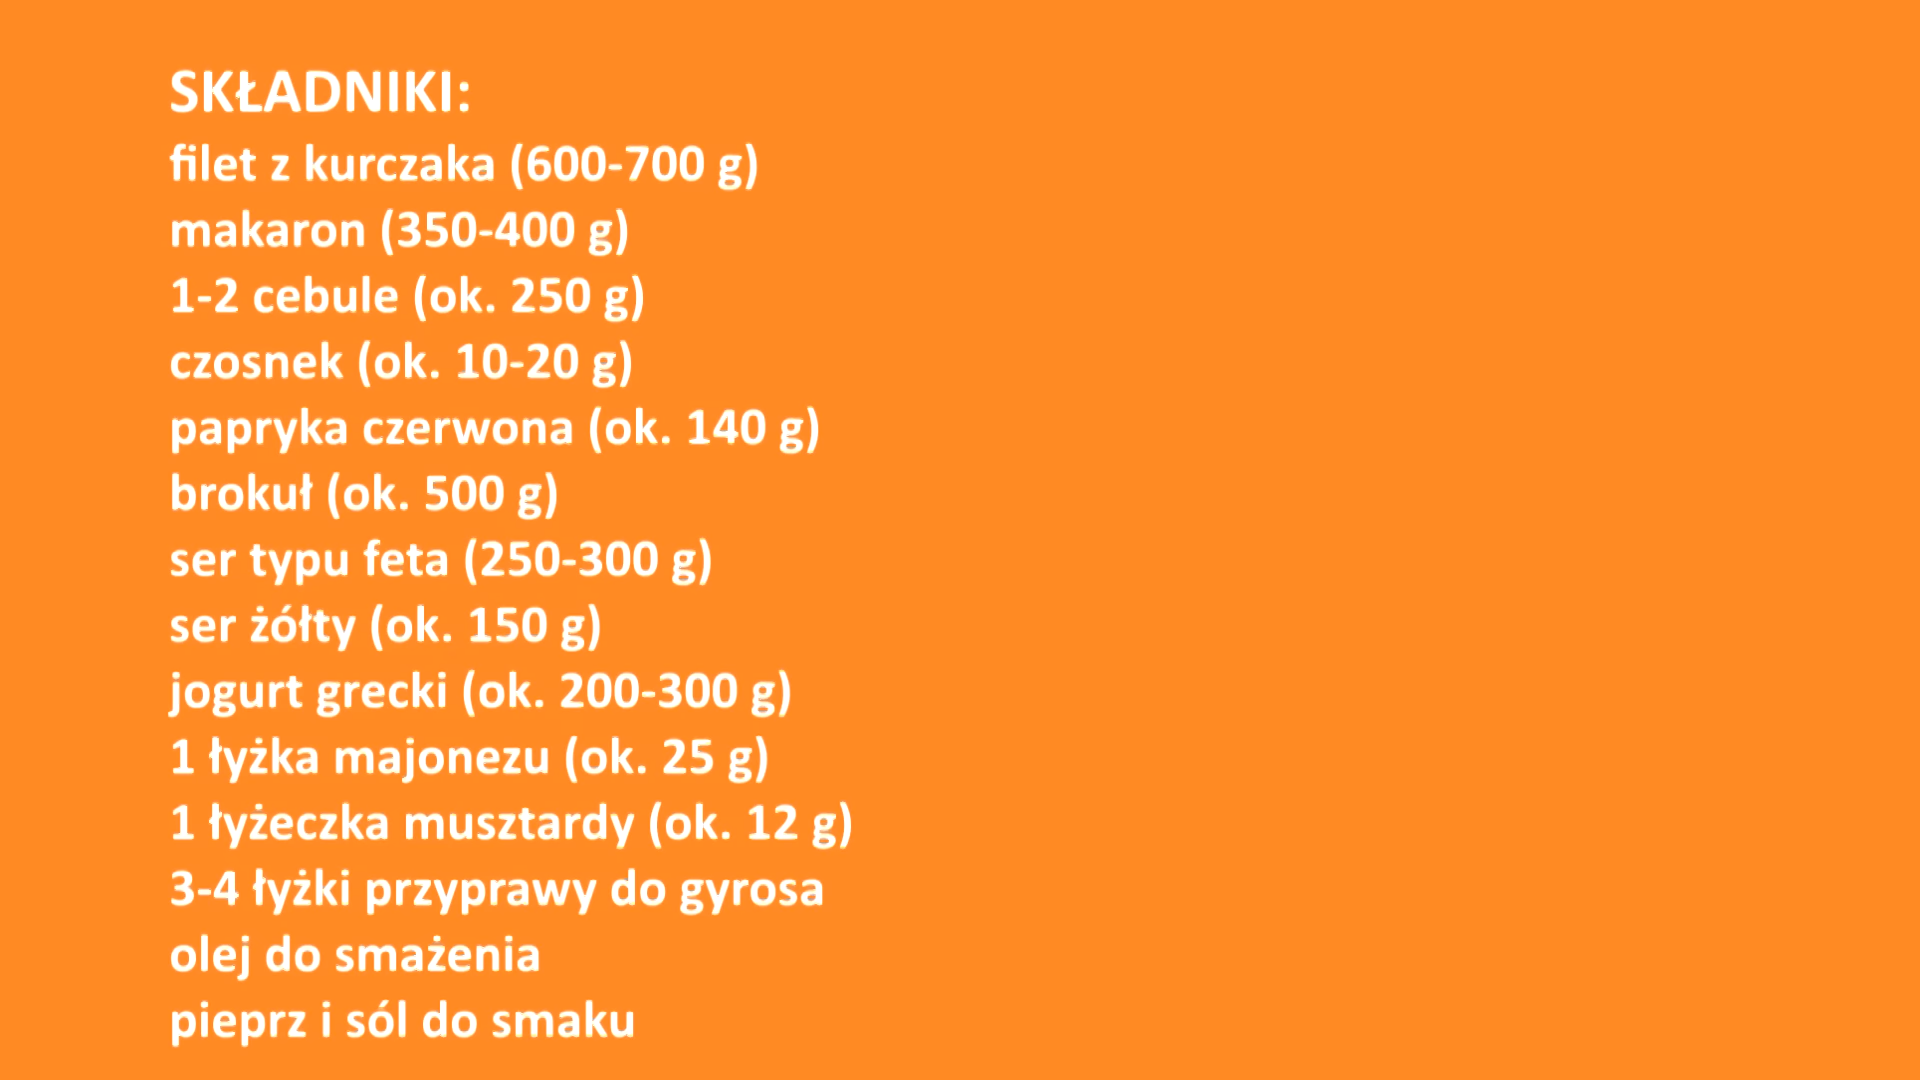 SKŁADNIKI:
filet z kurczaka (600-700 g)
makaron (350-400 g)
1-2 cebule (ok. 250 g)
czosnek (ok. 10-20 g)
papryka czerwona (ok. 140 g)
brokuł (ok. 500 g)
ser typu feta (250-300 g)
ser żółty (ok. 150 g)
jogurt grecki (ok. 200-300 g)
1 łyżka majonezu (ok. 25 g)
1 łyżeczka musztardy (ok. 12 g)
3-4 łyżki przyprawy do gyrosa
olej do smażenia
pieprz i sól do smaku